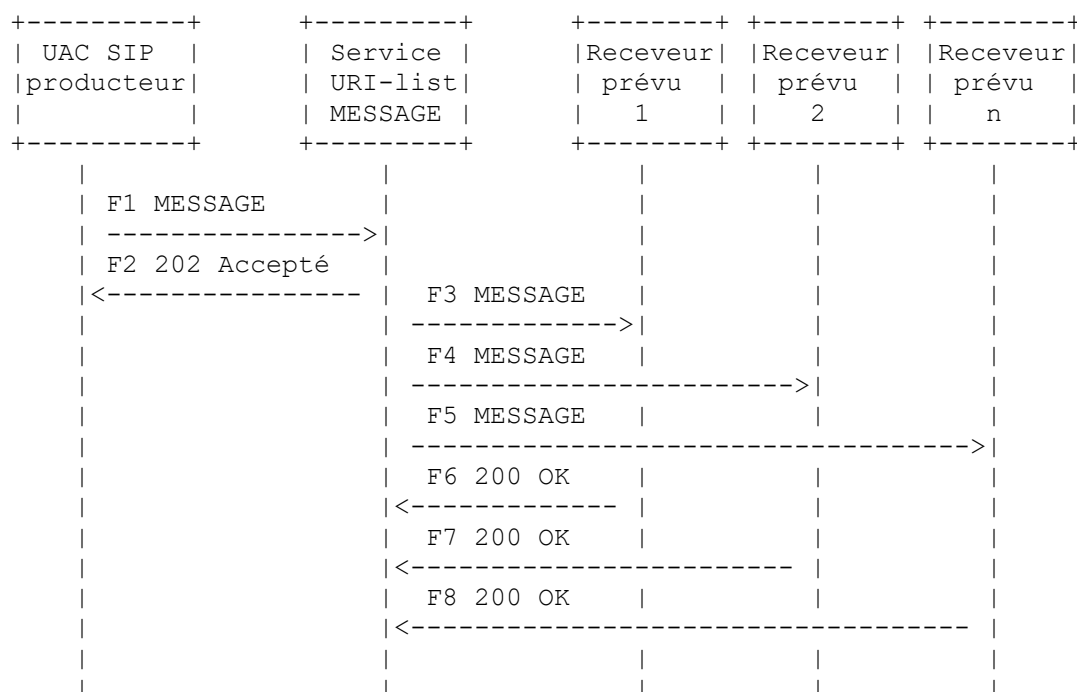 UAC SIP Service Receveur Receveur Receveur
producteur URI-list prévu prévu prévu
MESSAGE 1 2 n
F1 MESSAGE
F2 202 Accepté
F3 MESSAGE
F4 MESSAGE
F5 MESSAGE
F6 200 OK
F7 200 OK
F8 200 OK